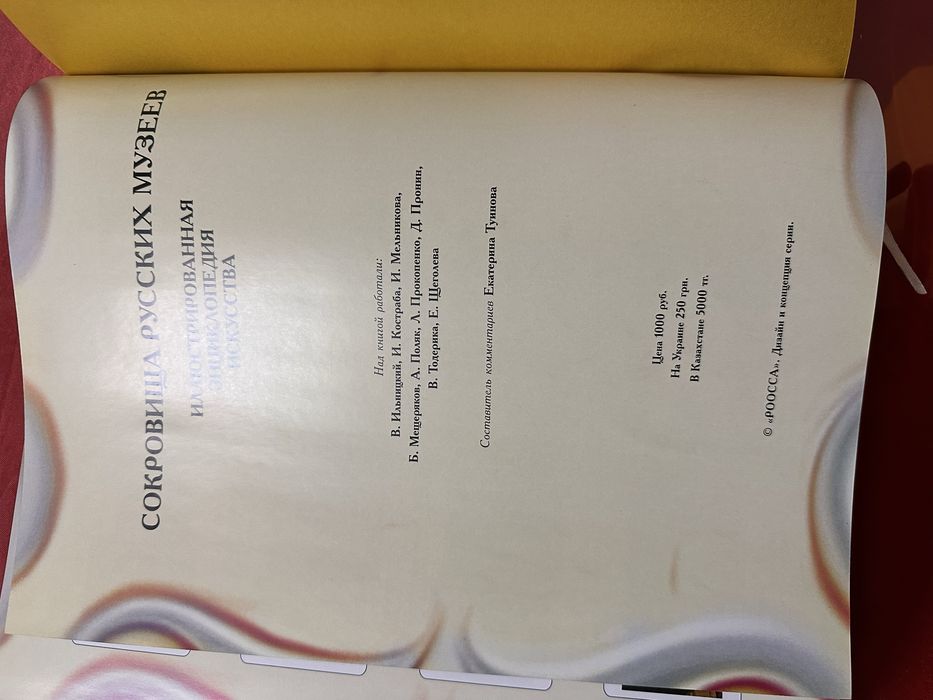 СОКРОВИЩА РУССКИХ МУЗЕЕВ
ИЛЛЮСТРИРОВАННАЯ
ЭНЦИКЛОПЕДИЯ
ИСКУССТВА
Над книгой работали:
В. Ильницкий, И. Кострaба, И. Мельникова,
Б. Мещеряков, А. Поляк, Л. Прокопенко, Д. Пронин,
В. Тодерика, Е. Щеголева
Составитель комментариев Екатерина Туинова
Цена 1000 руб.
На Украине 250 грн.
В Казахстане 5000 тг.
© «РООССА». Дизайн и концепция серии.